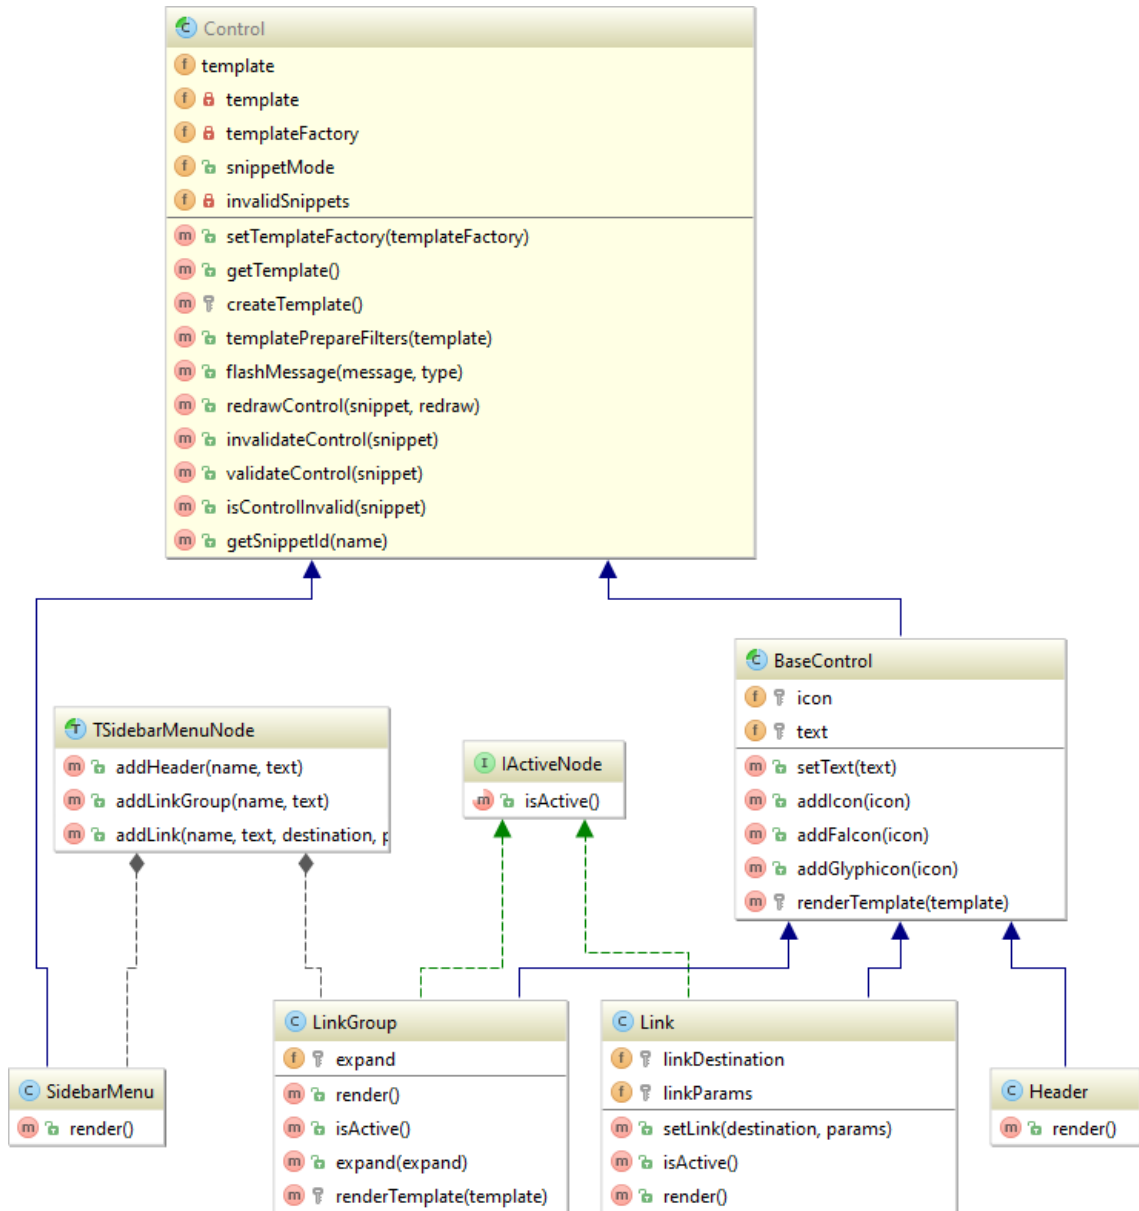 Control
template
template
templateFactory
snippetMode
invalidSnippets
setTemplateFactory(templateFactory)
getTemplate()
createTemplate()
templatePrepareFilters(template)
flashMessage(message, type)
redrawControl(snippet, redraw)
invalidateControl(snippet)
validateControl(snippet)
isControlInvalid(snippet)
getSnippetId(name)
BaseControl
icon
text
setText(text)
addIcon(icon)
addFaIcon(icon)
addGlyphicon(icon)
renderTemplate(template)
TSidebarMenuNode
addHeader(name, text)
addLinkGroup(name, text)
addLink(name, text, destination, p
IActiveNode
isActive()
SidebarMenu
render()
LinkGroup
expand
render()
isActive()
expand(expand)
renderTemplate(template)
Link
linkDestination
linkParams
setLink(destination, params)
isActive()
render()
Header
render()